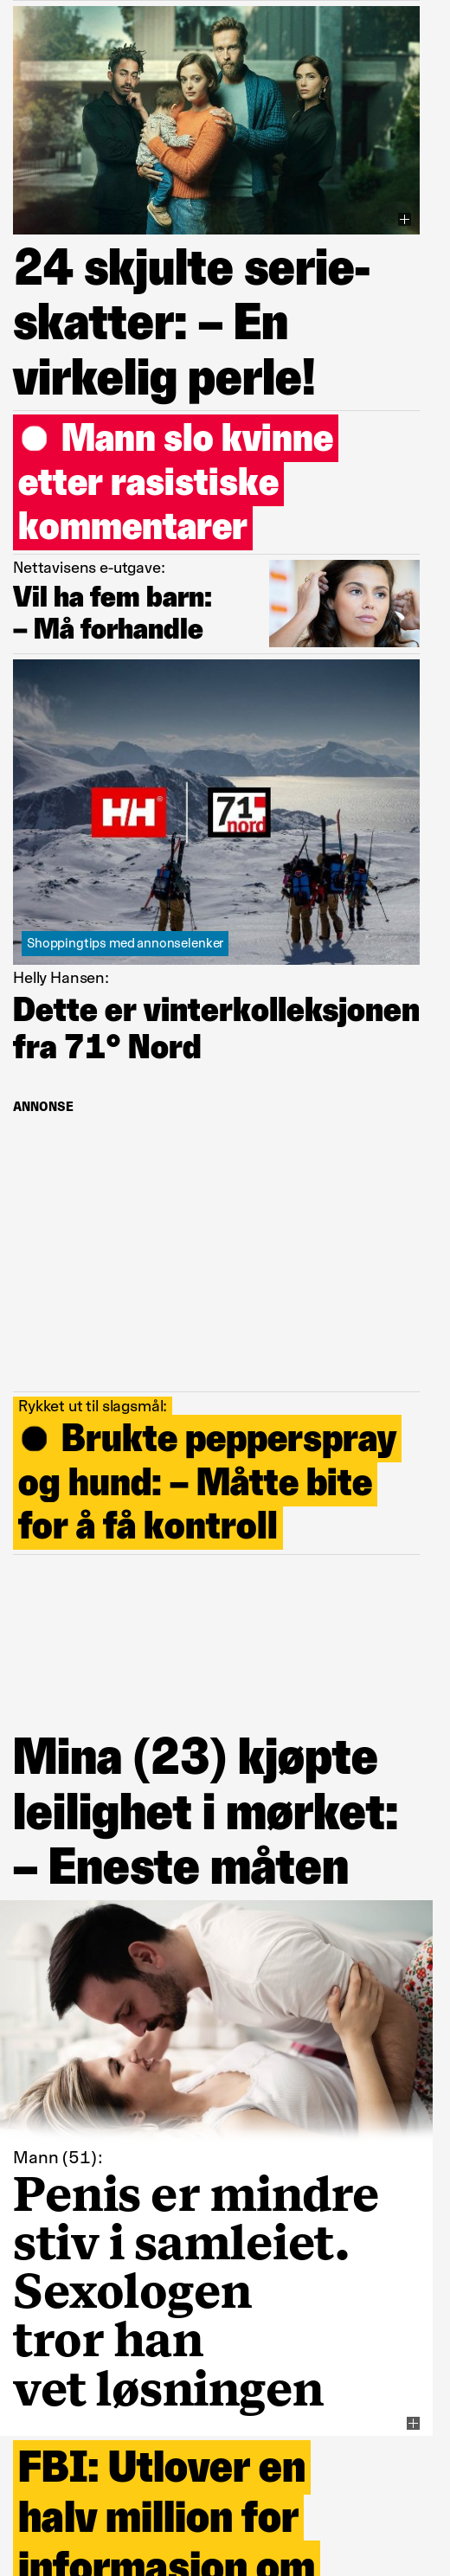 24 skjulte serie-
skatter: – En
virkelig perle!
Mann slo kvinne
etter rasistiske
kommentarer
Nettavisens e-utgave:
Vil ha fem barn:
– Må forhandle
HH®
71°
nord
Shoppingtips med annonselenker
Helly Hansen:
Dette er vinterkolleksjonen
fra 71° Nord
ANNONSE
Rykket ut til slagsmål:
Brukte pepperspray
og hund: – Måtte bite
for å få kontroll
Mina (23) kjøpte
leilighet i mørket:
– Eneste måten
Mann (51):
Penis er mindre
stiv i samleiet.
Sexologen
tror han
vet løsningen
FBI: Utlover en
halv million for
informasjon om